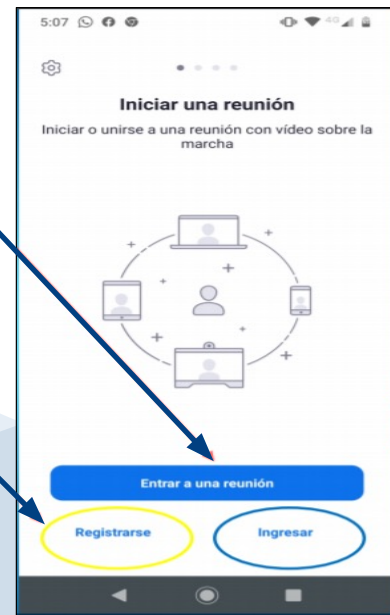 5:07
4G
Iniciar una reunión
Iniciar o unirse a una reunión con vídeo sobre la
marcha
Entrar a una reunión
Registrarse Ingresar